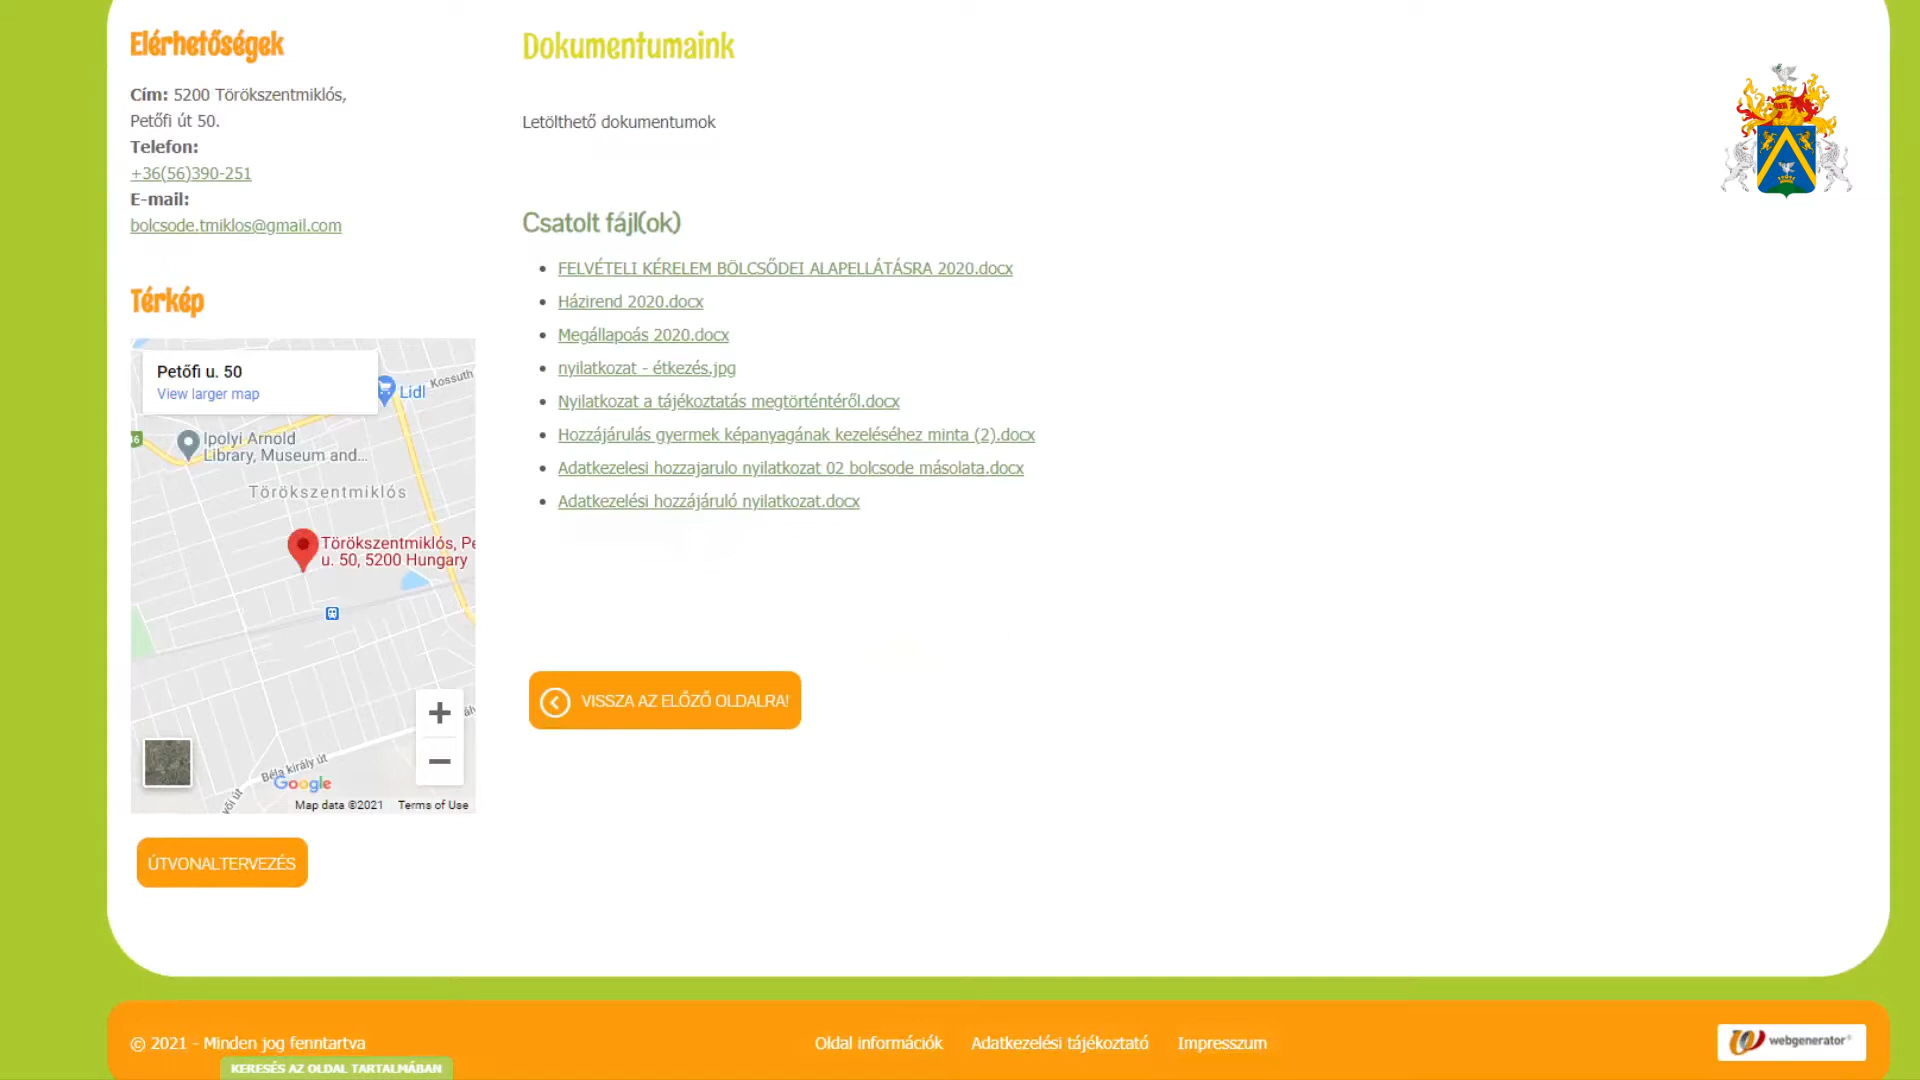 Elérhetőségek
Cím: 5200 Törökszentmiklós,
Petőfi út 50.
Telefon:
+36(56)390-251
E-mail:
bolcsode.tmiklos@gmail.com
Térkép
Petőfi u. 50
View larger map
Lidl
Kossuth
Ipolyi Arnold
Library, Museum and...
Törökszentmiklós
Törökszentmiklós, Pe
u. 50, 5200 Hungary
Béla király út
Google
Map data ©2021 Terms of Use
ÚTVONALTERVEZÉS
Dokumentumaink
Letölthető dokumentumok
Csatolt fájl(ok)
FELVÉTELI KÉRELEM BÖLCSŐDEI ALAPELLÁTÁSRA 2020.docx
Házirend 2020.docx
Megállapoás 2020.docx
nyilatkozat - étkezés.jpg
Nyilatkozat a tájékoztatás megtörténtéről.docx
Hozzájárulás gyermek képanyagának kezeléséhez minta (2).docx
Adatkezelesi hozzajarulo nyilatkozat 02 bolcsode másolata.docx
Adatkezelési hozzájáruló nyilatkozat.docx
VISSZA AZ ELŐZŐ OLDALRA!
© 2021 - Minden jog fenntartva
Oldal információk Adatkezelési tájékoztató Impresszum
webgenerator®
KERESÉS AZ OLDAL TARTALMÁBAN